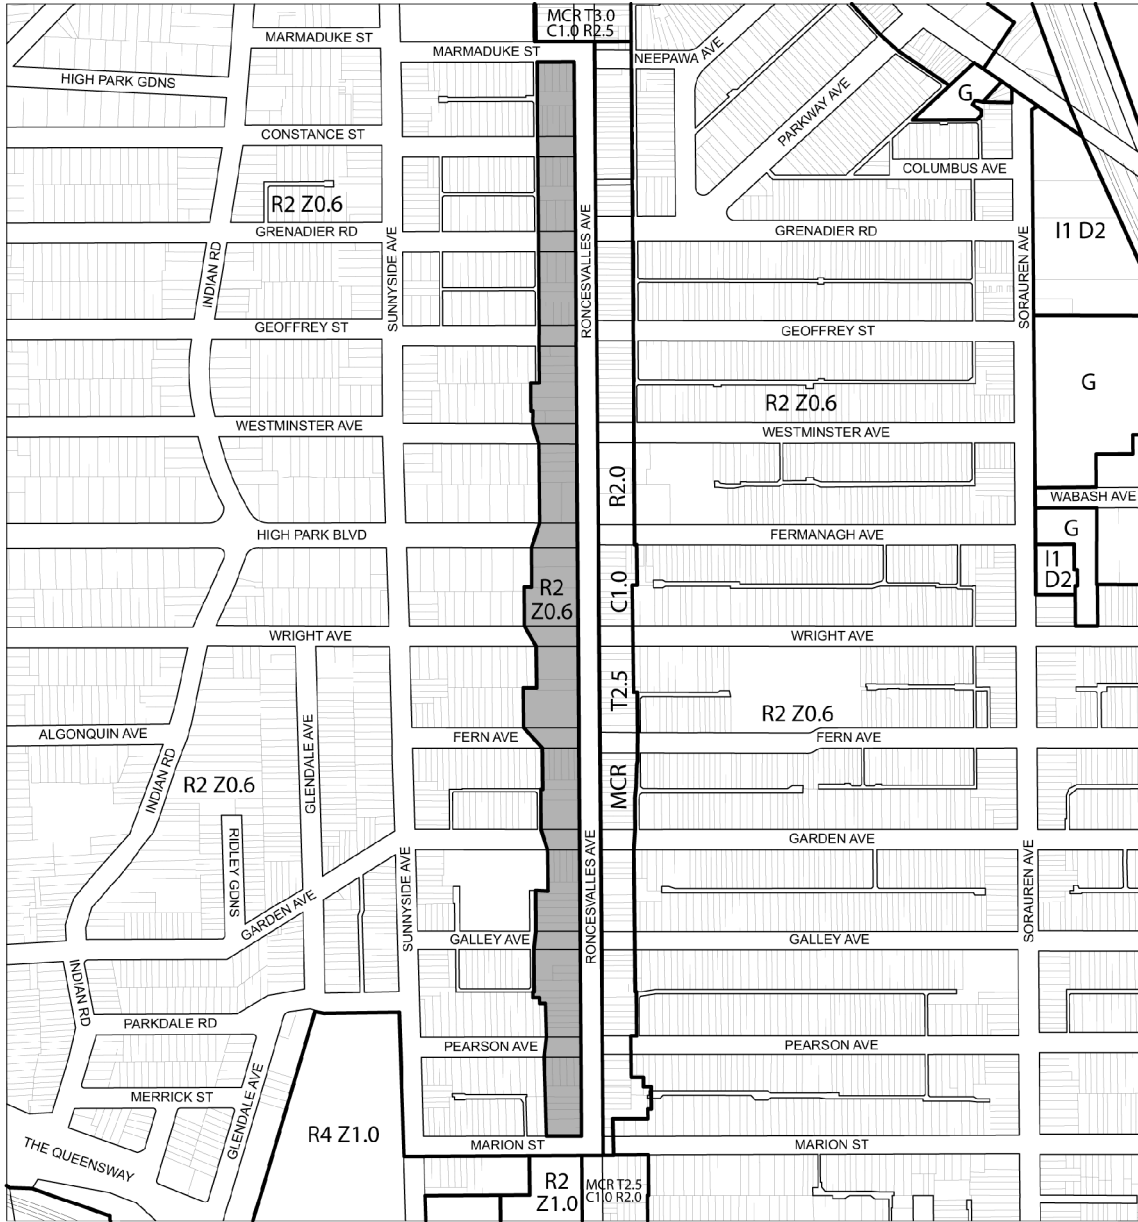 MCR T3.0
C1.0 R2.5
MARMADUKE ST
MARMADUKE ST
NEEPAWA AVE
HIGH PARK GDNS
G
PARKWAY AVE
CONSTANCE ST
COLUMBUS AVE
R2 Z0.6
GRENADIER RD
GRENADIER RD
I1 D2
INDIAN RD
SUNNYSIDE AVE
RONCESVALLES AVE
SORAUREN AVE
GEOFFREY ST
GEOFFREY ST
G
R2 Z0.6
WESTMINSTER AVE
WESTMINSTER AVE
R2.0
WABASH AVE
HIGH PARK BLVD
FERMANAGH AVE
G
I1
D2
R2
Z0.6
C1.0
WRIGHT AVE
WRIGHT AVE
T2.5
R2 Z0.6
ALGONQUIN AVE
FERN AVE
FERN AVE
GLENDALE AVE
INDIAN RD
R2 Z0.6
MCR
GARDEN AVE
RIDLEY GDNS
GARDEN AVE
SUNNYSIDE AVE
RONCESVALLES AVE
SORAUREN AVE
GALLEY AVE
GALLEY AVE
INDIAN RD
PARKDALE RD
PEARSON AVE
PEARSON AVE
MERRICK ST
GLENDALE AVE
R4 Z1.0
THE QUEENSWAY
MARION ST
MARION ST
R2
Z1.0
MCR T2.5
C1.0 R2.0